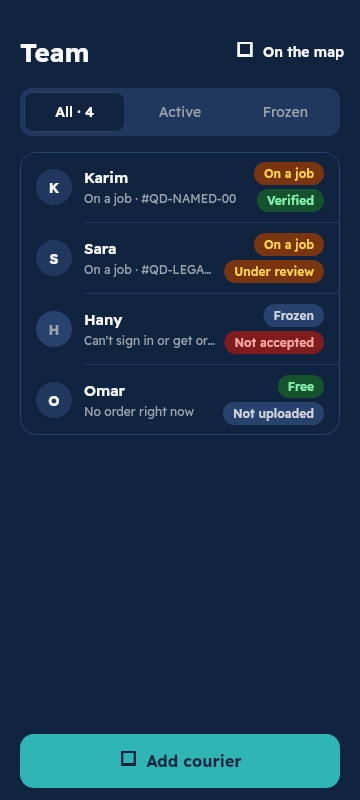 Team
On the map
All · 4
Active
Frozen
K
Karim
On a job
On a job · #QD-NAMED-00
Verified
S
Sara
On a job
On a job · #QD-LEGA…
Under review
H
Hany
Frozen
Can't sign in or get or…
Not accepted
O
Omar
Free
No order right now
Not uploaded
Add courier